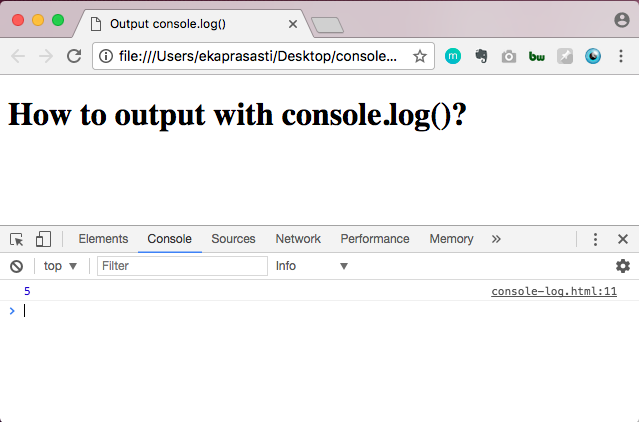 Output console.log()
file:///Users/ekaprasasti/Desktop/console...
m
bw
How to output with console.log()?
Elements Console Sources Network Performance Memory »
top ▼ Filter Info ▼
5 console-log.html:11
>